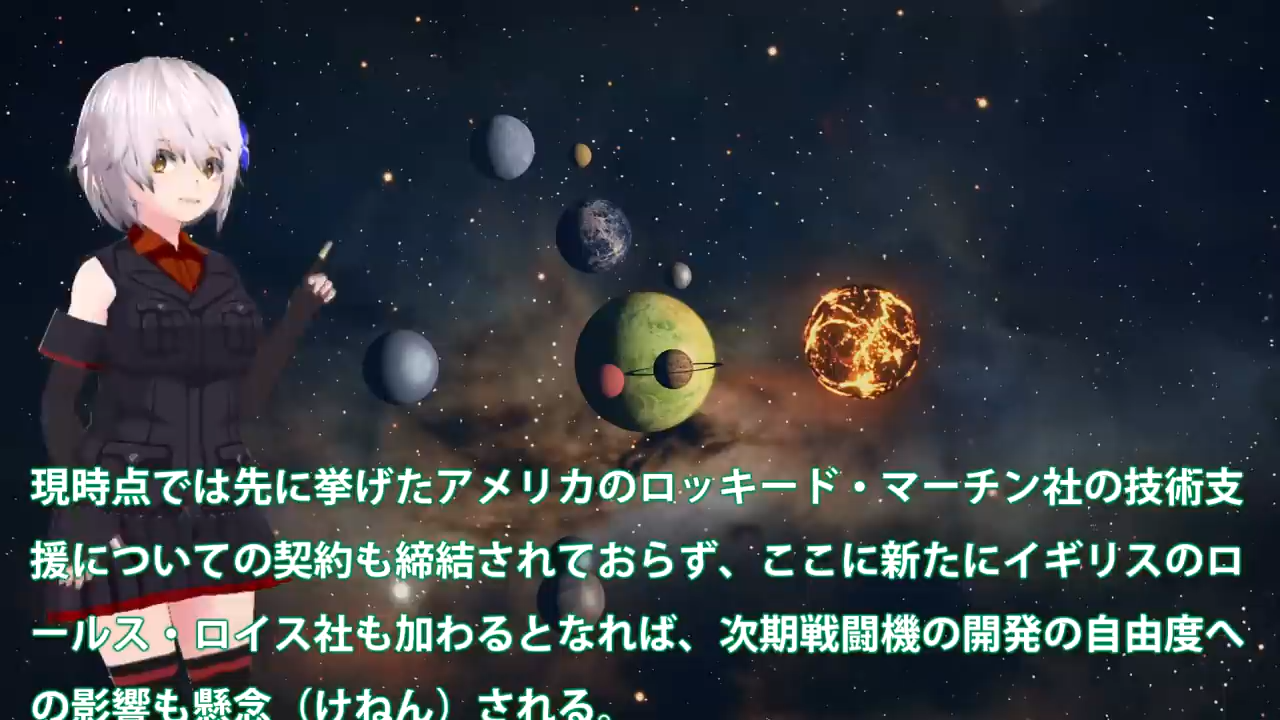 現時点では先に挙げたアメリカのロッキード・マーチン社の技術支
援についての契約も締結されておらず、ここに新たにイギリスのロ
ールス・ロイス社も加わるとなれば、次期戦闘機の開発の自由度へ
の影響も懸念（けねん）される。